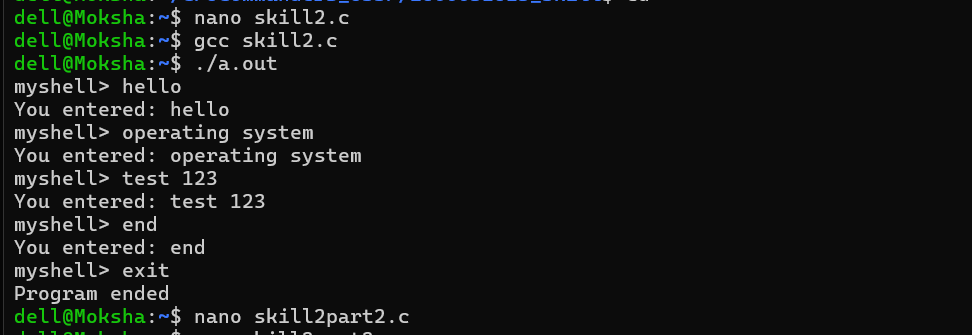 dell@Moksha:~$ nano skill2.c
dell@Moksha:~$ gcc skill2.c
dell@Moksha:~$ ./a.out
myshell> hello
You entered: hello
myshell> operating system
You entered: operating system
myshell> test 123
You entered: test 123
myshell> end
You entered: end
myshell> exit
Program ended
dell@Moksha:~$ nano skill2part2.c